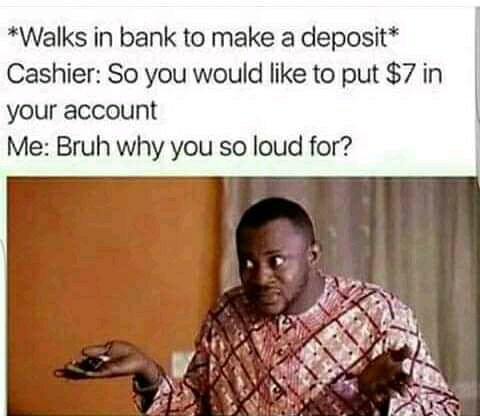 *Walks in bank to make a deposit*
Cashier: So you would like to put $7 in
your account
Me: Bruh why you so loud for?